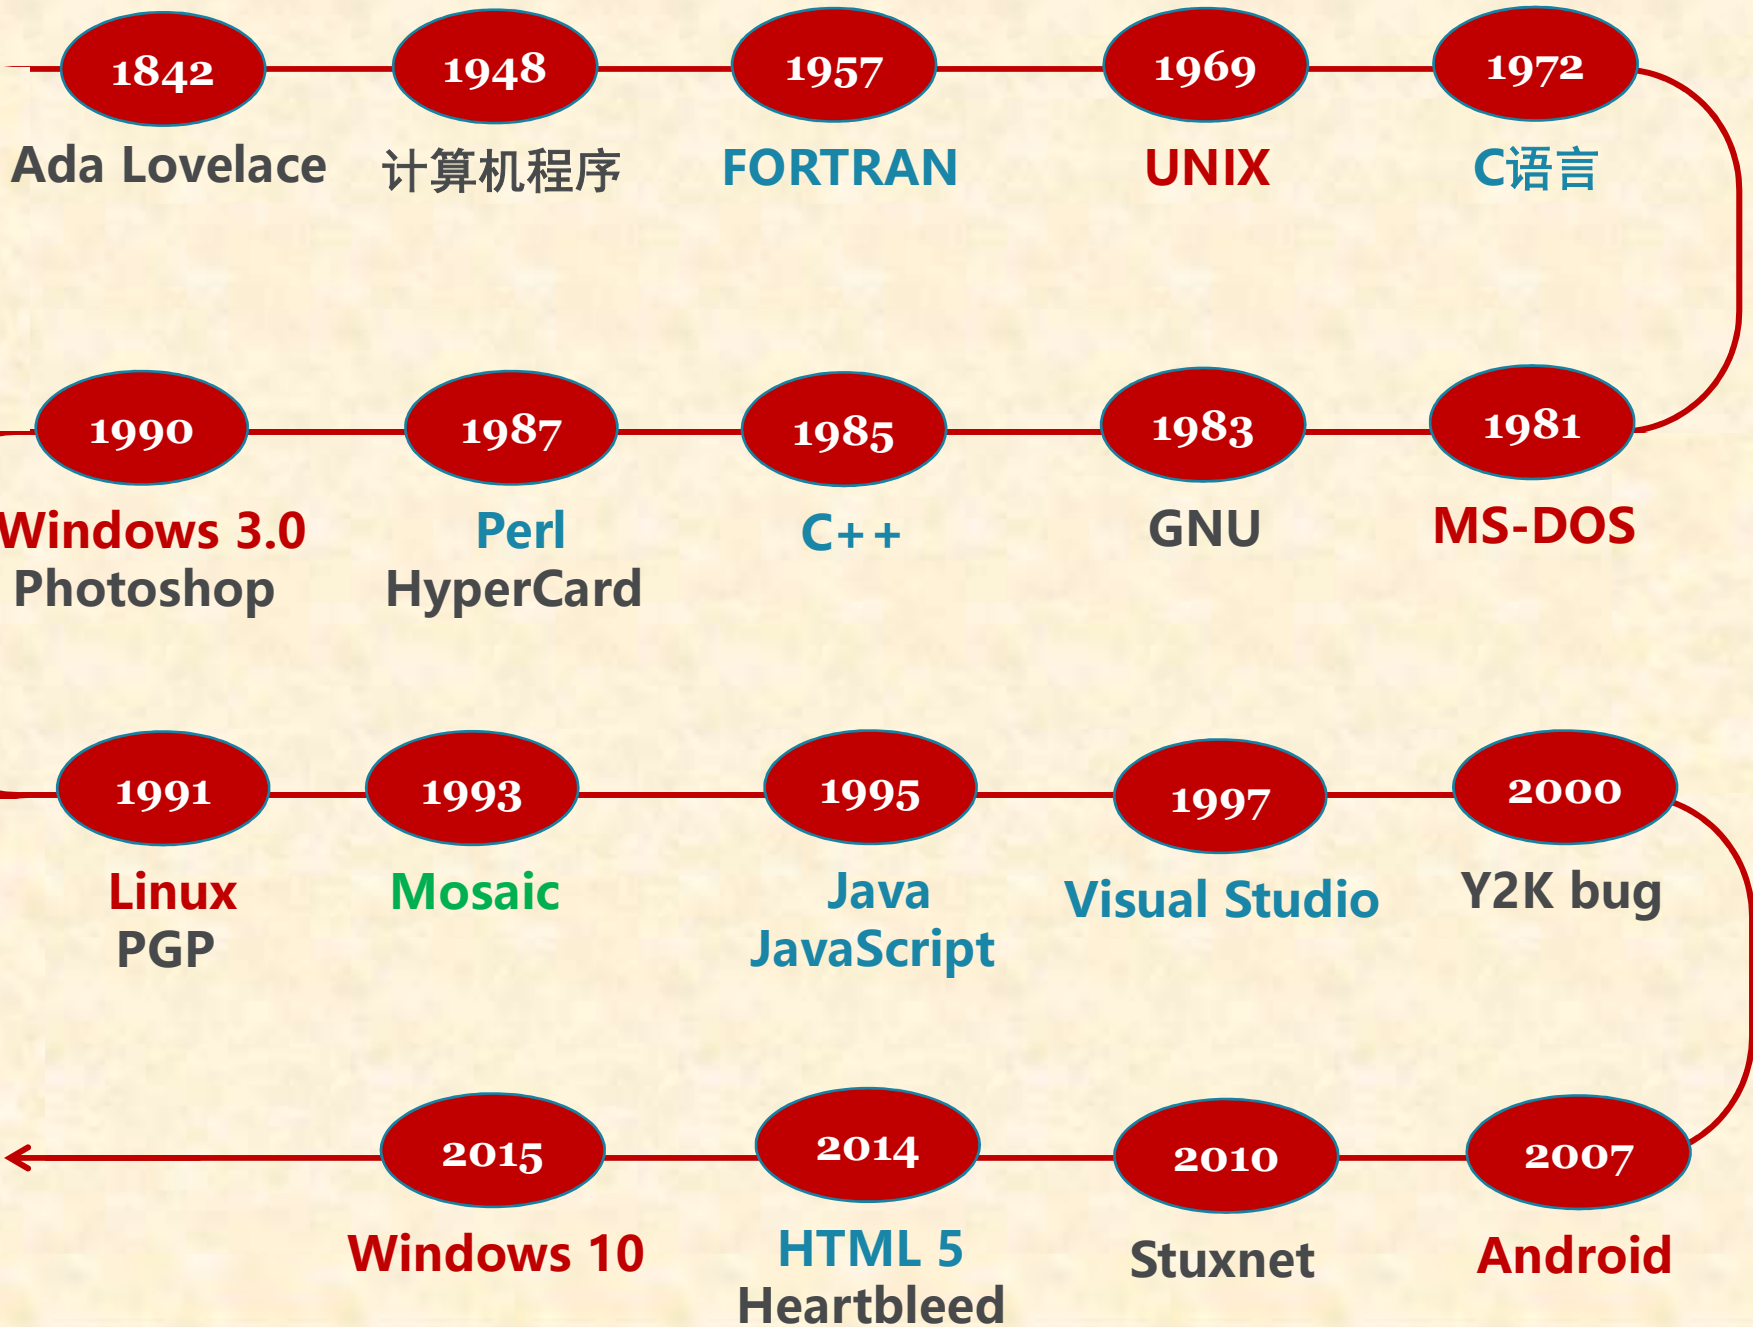 1842
1948
1957
1969
1972
Ada Lovelace
计算机程序
FORTRAN
UNIX
C语言
1990
1987
1985
1983
1981
Windows 3.0
Photoshop
Perl
HyperCard
C++
GNU
MS-DOS
1991
1993
1995
1997
2000
Linux
PGP
Mosaic
Java
JavaScript
Visual Studio
Y2K bug
2015
2014
2010
2007
Windows 10
HTML 5
Heartbleed
Stuxnet
Android